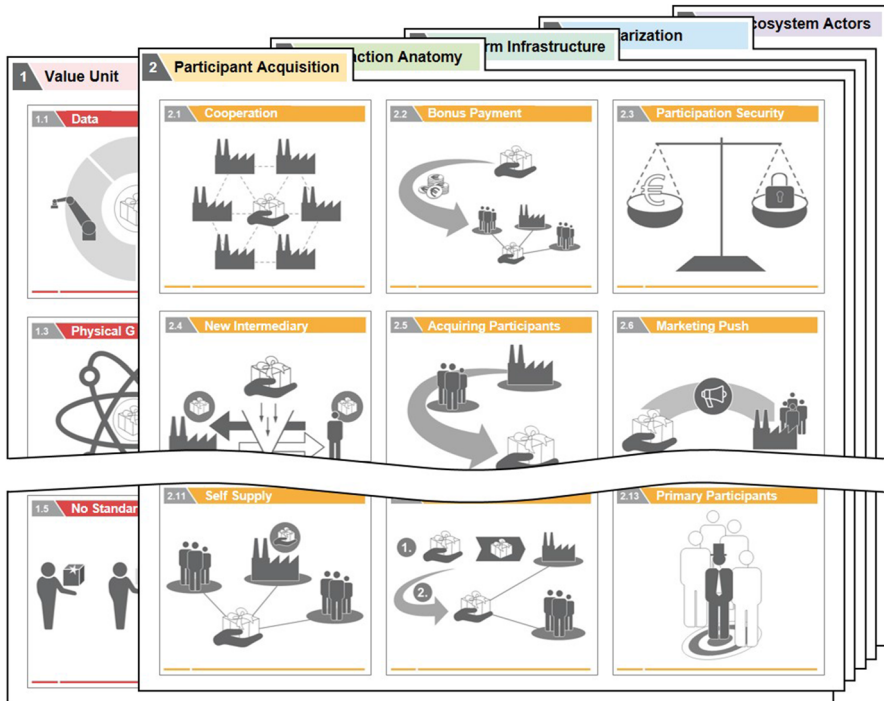 cosystem Actors
arization
rm Infrastructure
action Anatomy
1 Value Unit
2 Participant Acquisition
1.1 Data
2.1 Cooperation
2.2 Bonus Payment
2.3 Participation Security
1.3 Physical G
2.4 New Intermediary
2.5 Acquiring Participants
2.6 Marketing Push
1.5 No Standar
2.11 Self Supply
1.
2.
2.13 Primary Participants